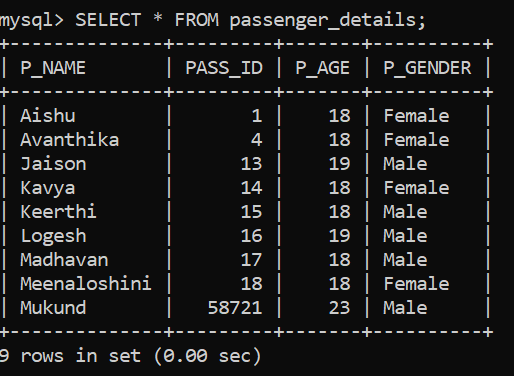 mysql> SELECT * FROM passenger_details;
+--------------+---------+-------+----------+
| P_NAME       | PASS_ID | P_AGE | P_GENDER |
+--------------+---------+-------+----------+
| Aishu        |       1 |    18 | Female   |
| Avanthika    |       4 |    18 | Female   |
| Jaison       |      13 |    19 | Male     |
| Kavya        |      14 |    18 | Female   |
| Keerthi      |      15 |    18 | Male     |
| Logesh       |      16 |    19 | Male     |
| Madhavan     |      17 |    18 | Male     |
| Meenaloshini |      18 |    18 | Female   |
| Mukund       |   58721 |    23 | Male     |
+--------------+---------+-------+----------+
9 rows in set (0.00 sec)